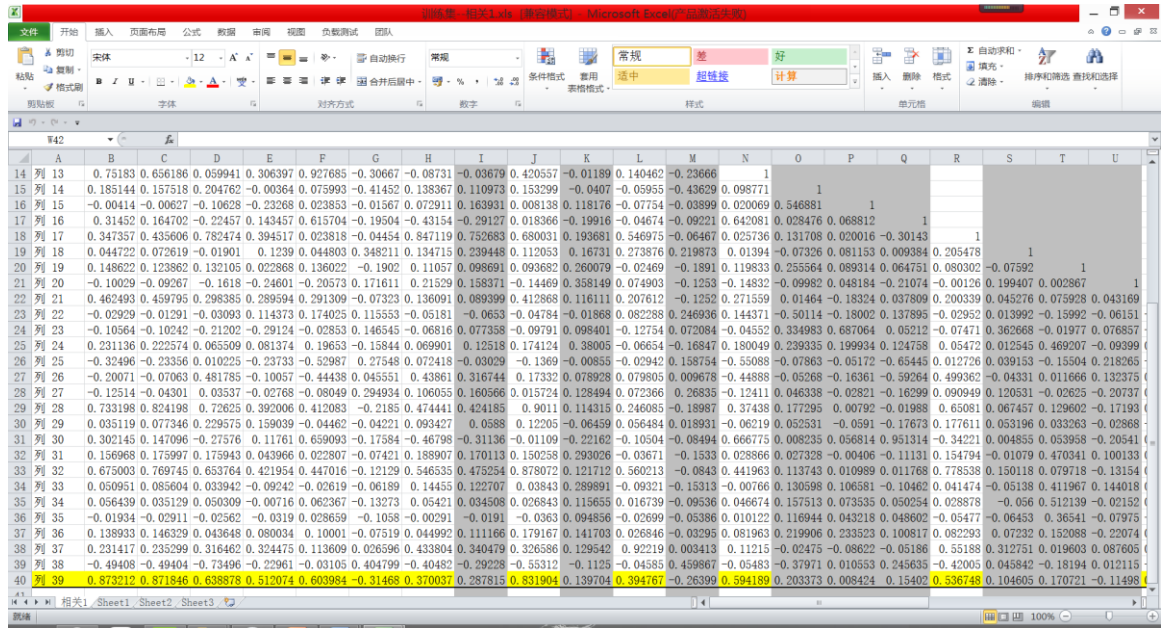 训练集--相关1.xls [兼容模式] - Microsoft Excel(产品激活失败)
文件 开始 插入 页面布局 公式 数据 审阅 视图 负载测试 团队
剪切 宋体 12 自动换行 常规 常规 差 好 Σ 自动求和
粘贴 复制 格式刷 B I U 合并后居中 % 条件格式 套用表格格式 适中 超链接 计算 插入 删除 格式 填充 清除 排序和筛选 查找和选择
剪贴板 字体 对齐方式 数字 样式 单元格 编辑
W42 fx
A B C D E F G H I J K L M N O P Q R S T U
14 列 13 0.75183 0.656186 0.059941 0.306397 0.927685 -0.30667 -0.08731 -0.03679 0.420557 -0.01189 0.140462 -0.23666 1
15 列 14 0.185144 0.157518 0.204762 -0.00364 0.075993 -0.41452 0.138367 0.110973 0.153299 -0.0407 -0.05955 -0.43629 0.098771 1
16 列 15 -0.00414 -0.00627 -0.10628 -0.23268 0.023853 -0.01567 0.072911 0.163931 0.008138 0.118176 -0.07754 -0.03899 0.020069 0.546881 1
17 列 16 0.31452 0.164702 -0.22457 0.143457 0.615704 -0.19504 -0.43154 -0.29127 0.018366 -0.19916 -0.04674 -0.09221 0.642081 0.028476 0.068812 1
18 列 17 0.347357 0.435606 0.782474 0.394517 0.023818 -0.04454 0.847119 0.752683 0.680031 0.193681 0.546975 -0.06467 0.025736 0.131708 0.020016 -0.30143 1
19 列 18 0.044722 0.072619 -0.01901 0.1239 0.044803 0.348211 0.134715 0.239448 0.112053 0.16731 0.273876 0.219873 0.01394 -0.07326 0.081153 0.009384 0.205478 1
20 列 19 0.148622 0.123862 0.132105 0.022868 0.136022 -0.1902 0.11057 0.098691 0.093682 0.260079 -0.02469 -0.1891 0.119833 0.255564 0.089314 0.064751 0.080302 -0.07592 1
21 列 20 -0.10029 -0.09267 -0.1618 -0.24601 -0.20573 0.171611 0.21529 0.158371 -0.14469 0.358149 0.074903 -0.1253 -0.14832 -0.09982 0.048184 -0.21074 -0.00126 0.199407 0.002867 1
22 列 21 0.462493 0.459795 0.298385 0.289594 0.291309 -0.07323 0.136091 0.089399 0.412868 0.116111 0.207612 -0.1252 0.271559 0.01464 -0.18324 0.037809 0.200339 0.045276 0.075928 0.043169
23 列 22 -0.02929 -0.01291 -0.03093 0.114373 0.174025 0.115553 -0.05181 -0.0653 -0.04784 -0.01868 0.082288 0.246936 0.144371 -0.50114 -0.18002 0.137895 -0.02952 0.013992 -0.15992 -0.06151
24 列 23 -0.10564 -0.10242 -0.21202 -0.29124 -0.02853 0.146545 -0.06816 0.077358 -0.09791 0.098401 -0.12754 0.072084 -0.04552 0.334983 0.687064 0.05212 -0.07471 0.362668 -0.01977 0.076857
25 列 24 0.231136 0.222574 0.065509 0.081374 0.19653 -0.15844 0.069901 0.12518 0.174124 0.38005 -0.06654 -0.16847 0.180049 0.239335 0.199934 0.124758 0.05472 0.012545 0.469207 -0.09399
26 列 25 -0.32496 -0.23356 0.010225 -0.23733 -0.52987 0.27548 0.072418 -0.03029 -0.1369 -0.00855 -0.02942 0.158754 -0.55088 -0.07863 -0.05172 -0.65445 0.012726 0.039153 -0.15504 0.218265
27 列 26 -0.20071 -0.07063 0.481785 -0.10057 -0.44438 0.045551 0.43861 0.316744 0.17332 0.078928 0.079805 0.009678 -0.44888 -0.05268 -0.16361 -0.59264 0.499362 -0.04331 0.011666 0.132375
28 列 27 -0.12514 -0.04301 0.03537 -0.02768 -0.08049 0.294934 0.106055 0.160566 0.015724 0.128494 0.072366 0.26835 -0.12411 0.046338 -0.02821 -0.16299 0.090949 0.120531 -0.02625 -0.20737
29 列 28 0.733198 0.824198 0.72625 0.392006 0.412083 -0.2185 0.474441 0.424185 0.9011 0.114315 0.246085 -0.18987 0.37438 0.177295 0.00792 -0.01988 0.65081 0.067457 0.129602 -0.17193
30 列 29 0.035119 0.077346 0.229575 0.159039 -0.04462 -0.04221 0.093427 0.0588 0.12205 -0.06459 0.056484 0.018931 -0.06219 0.052531 -0.0591 -0.17673 0.177611 0.053196 0.033263 -0.02868
31 列 30 0.302145 0.147096 -0.27576 0.11761 0.659093 -0.17584 -0.46798 -0.31136 -0.01109 -0.22162 -0.10504 -0.08494 0.666775 0.008235 0.056814 0.951314 -0.34221 0.004855 0.053958 -0.20541
32 列 31 0.156968 0.175997 0.175943 0.043966 0.022807 -0.07421 0.188907 0.170113 0.150258 0.293026 -0.03671 -0.1533 0.028866 0.027328 -0.00406 -0.11131 0.154794 -0.01079 0.470341 0.100133
33 列 32 0.675003 0.769745 0.653764 0.421954 0.447016 -0.12129 0.546535 0.475254 0.878072 0.121712 0.560213 -0.0843 0.441963 0.113743 0.010989 0.011768 0.778538 0.150118 0.079718 -0.13154
34 列 33 0.050951 0.085604 0.033942 -0.09242 -0.02619 -0.06189 0.14455 0.122707 0.03843 0.289891 -0.09321 -0.15313 -0.00766 0.130598 0.106581 -0.10462 0.041474 -0.05138 0.411967 0.144018
35 列 34 0.056439 0.035129 0.050309 -0.00716 0.062367 -0.13273 0.05421 0.034508 0.026843 0.115655 0.016739 -0.09536 0.046674 0.157513 0.073535 0.050254 0.028878 -0.056 0.512139 -0.02152
36 列 35 -0.01934 -0.02911 -0.02562 -0.0319 0.028659 -0.1058 -0.00291 -0.0191 -0.0363 0.094856 -0.02699 -0.05386 0.010122 0.116944 0.043218 0.048602 -0.05477 -0.06453 0.36541 -0.07975
37 列 36 0.138933 0.146329 0.043648 0.080034 0.10001 -0.07519 0.044992 0.111166 0.179167 0.141703 0.026846 -0.03295 0.081963 0.219906 0.233523 0.100817 0.082293 0.07232 0.152088 -0.22074
38 列 37 0.231417 0.235299 0.316462 0.324475 0.113609 0.026596 0.433804 0.340479 0.326586 0.129542 0.92219 0.003413 0.11215 -0.02475 -0.08622 -0.05186 0.55188 0.312751 0.019603 0.087605
39 列 38 -0.49408 -0.49404 -0.73496 -0.22961 -0.03105 0.404799 -0.40482 -0.29228 -0.55312 -0.1125 -0.04585 0.459867 -0.05483 -0.37971 0.010553 0.245635 -0.42005 0.045842 -0.18194 0.012115
40 列 39 0.873212 0.871846 0.638878 0.512074 0.603984 -0.31468 0.370037 0.287815 0.831904 0.139704 0.394767 -0.26399 0.594189 0.203373 0.008424 0.15402 0.536748 0.104605 0.170721 -0.11498
相关1 Sheet1 Sheet2 Sheet3
就绪 100%